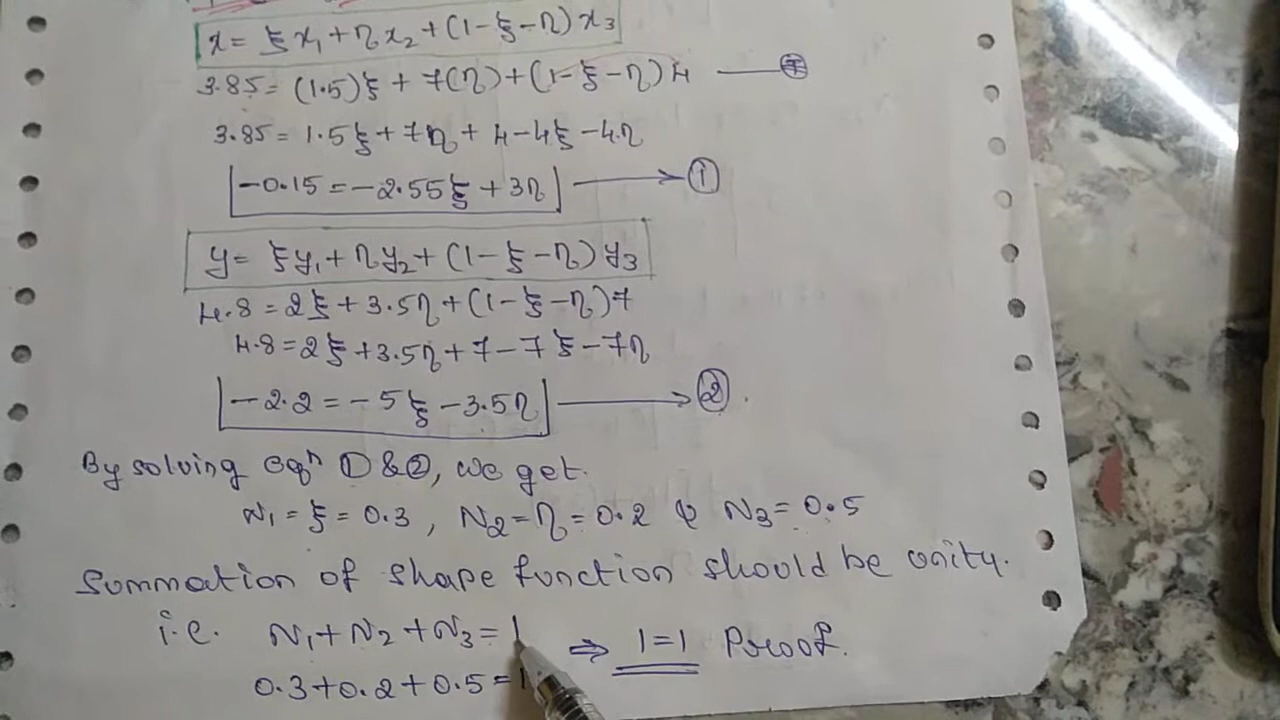 x = ξx₁ + ηx₂ + (1-ξ-η)x₃
3.85 = (1.5)ξ + 7(η) + (1-ξ-η)4
3.85 = 1.5ξ + 7η + 4 - 4ξ - 4η
-0.15 = -2.55ξ + 3η → ①
y = ξy₁ + ηy₂ + (1-ξ-η)y₃
4.8 = 2ξ + 3.5η + (1-ξ-η)7
4.8 = 2ξ + 3.5η + 7 - 7ξ - 7η
-2.2 = -5ξ - 3.5η → ②.
By solving eqⁿ ① & ②, we get.
N₁ = ξ = 0.3, N₂ = η = 0.2 & N₃ = 0.5
Summation of shape function should be unity.
i.e. N₁ + N₂ + N₃ = 1 ⇒ 1=1 Proof.
0.3 + 0.2 + 0.5 = 1